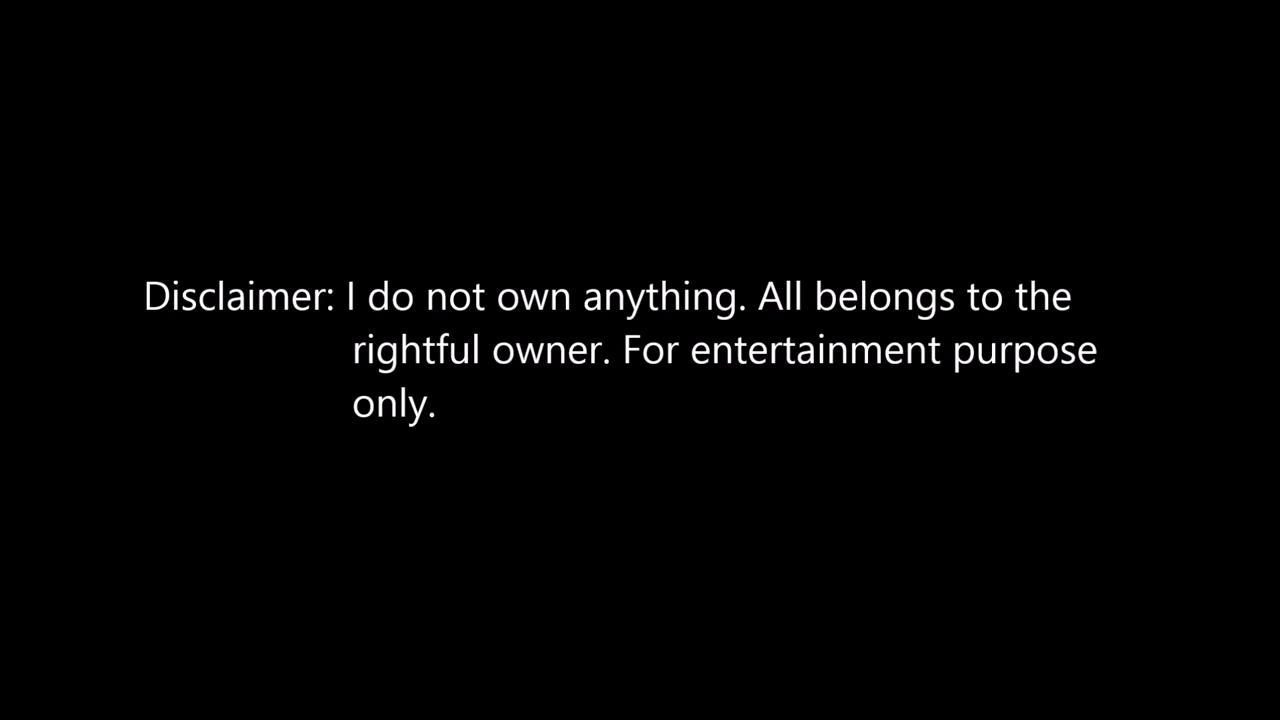 Disclaimer: I do not own anything. All belongs to the
rightful owner. For entertainment purpose
only.